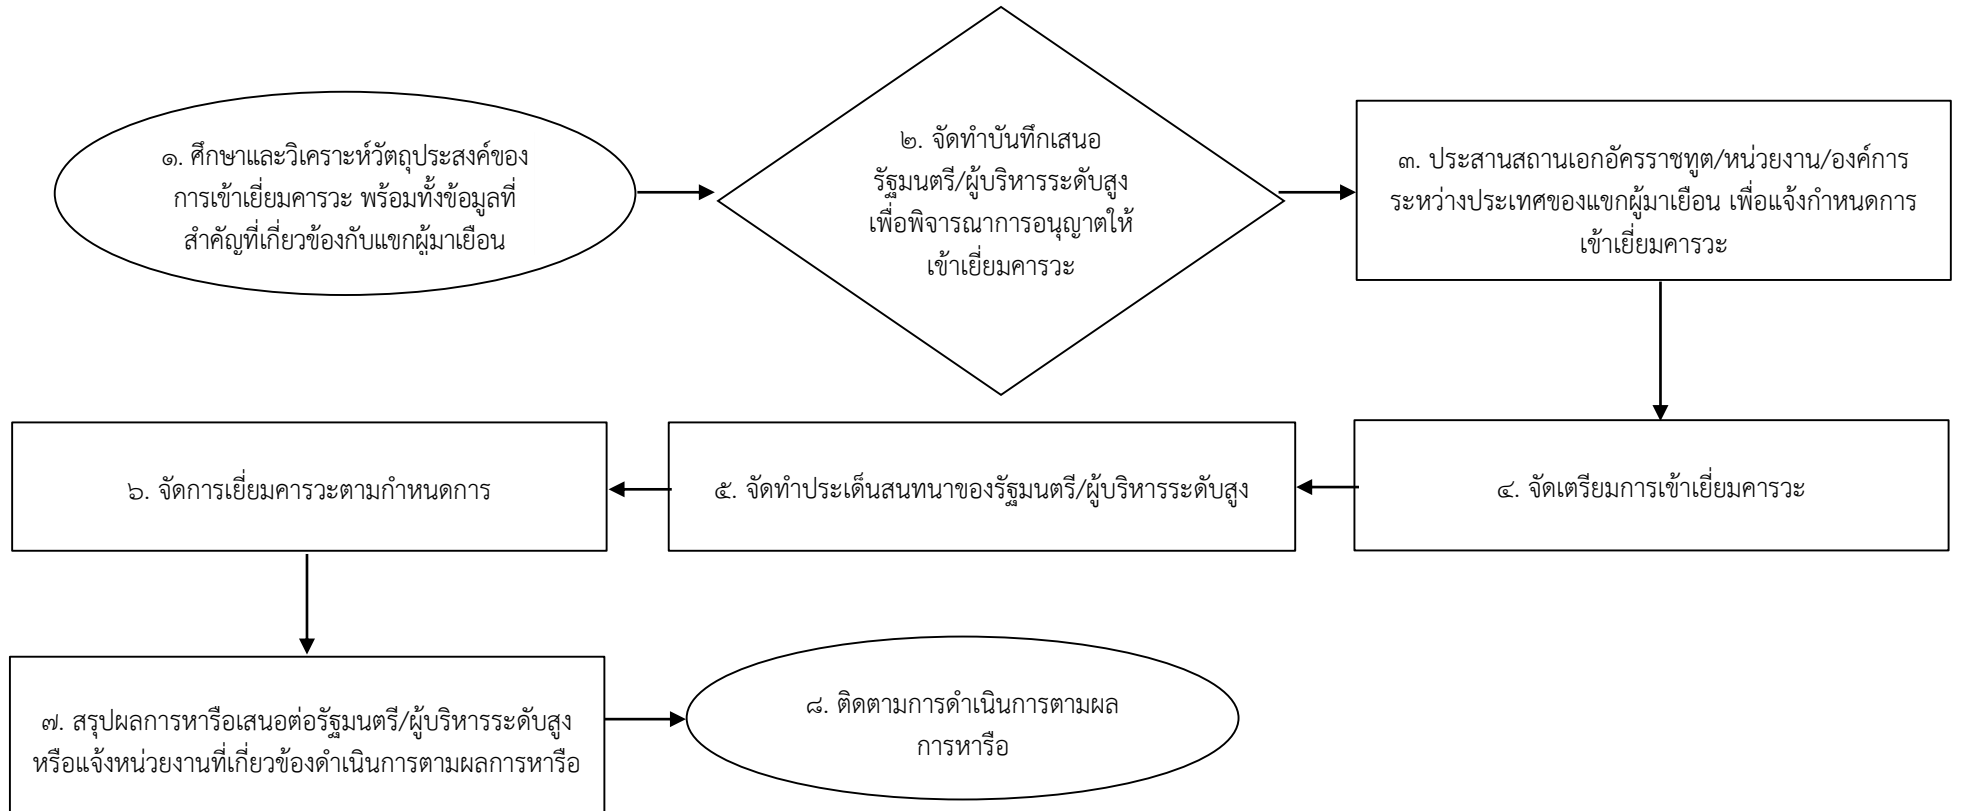 ๑. ศึกษาและวิเคราะห์วัตถุประสงค์ของ
การเข้าเยี่ยมคารวะ พร้อมทั้งข้อมูลที่
สำคัญที่เกี่ยวข้องกับแขกผู้มาเยือน
๒. จัดทำบันทึกเสนอ
รัฐมนตรี/ผู้บริหารระดับสูง
เพื่อพิจารณาการอนุญาตให้
เข้าเยี่ยมคารวะ
๓. ประสานสถานเอกอัครราชทูต/หน่วยงาน/องค์การ
ระหว่างประเทศของแขกผู้มาเยือน เพื่อแจ้งกำหนดการ
เข้าเยี่ยมคารวะ
๔. จัดเตรียมการเข้าเยี่ยมคารวะ
๕. จัดทำประเด็นสนทนาของรัฐมนตรี/ผู้บริหารระดับสูง
๖. จัดการเยี่ยมคารวะตามกำหนดการ
๗. สรุปผลการหารือเสนอต่อรัฐมนตรี/ผู้บริหารระดับสูง
หรือแจ้งหน่วยงานที่เกี่ยวข้องดำเนินการตามผลการหารือ
๘. ติดตามการดำเนินการตามผล
การหารือ